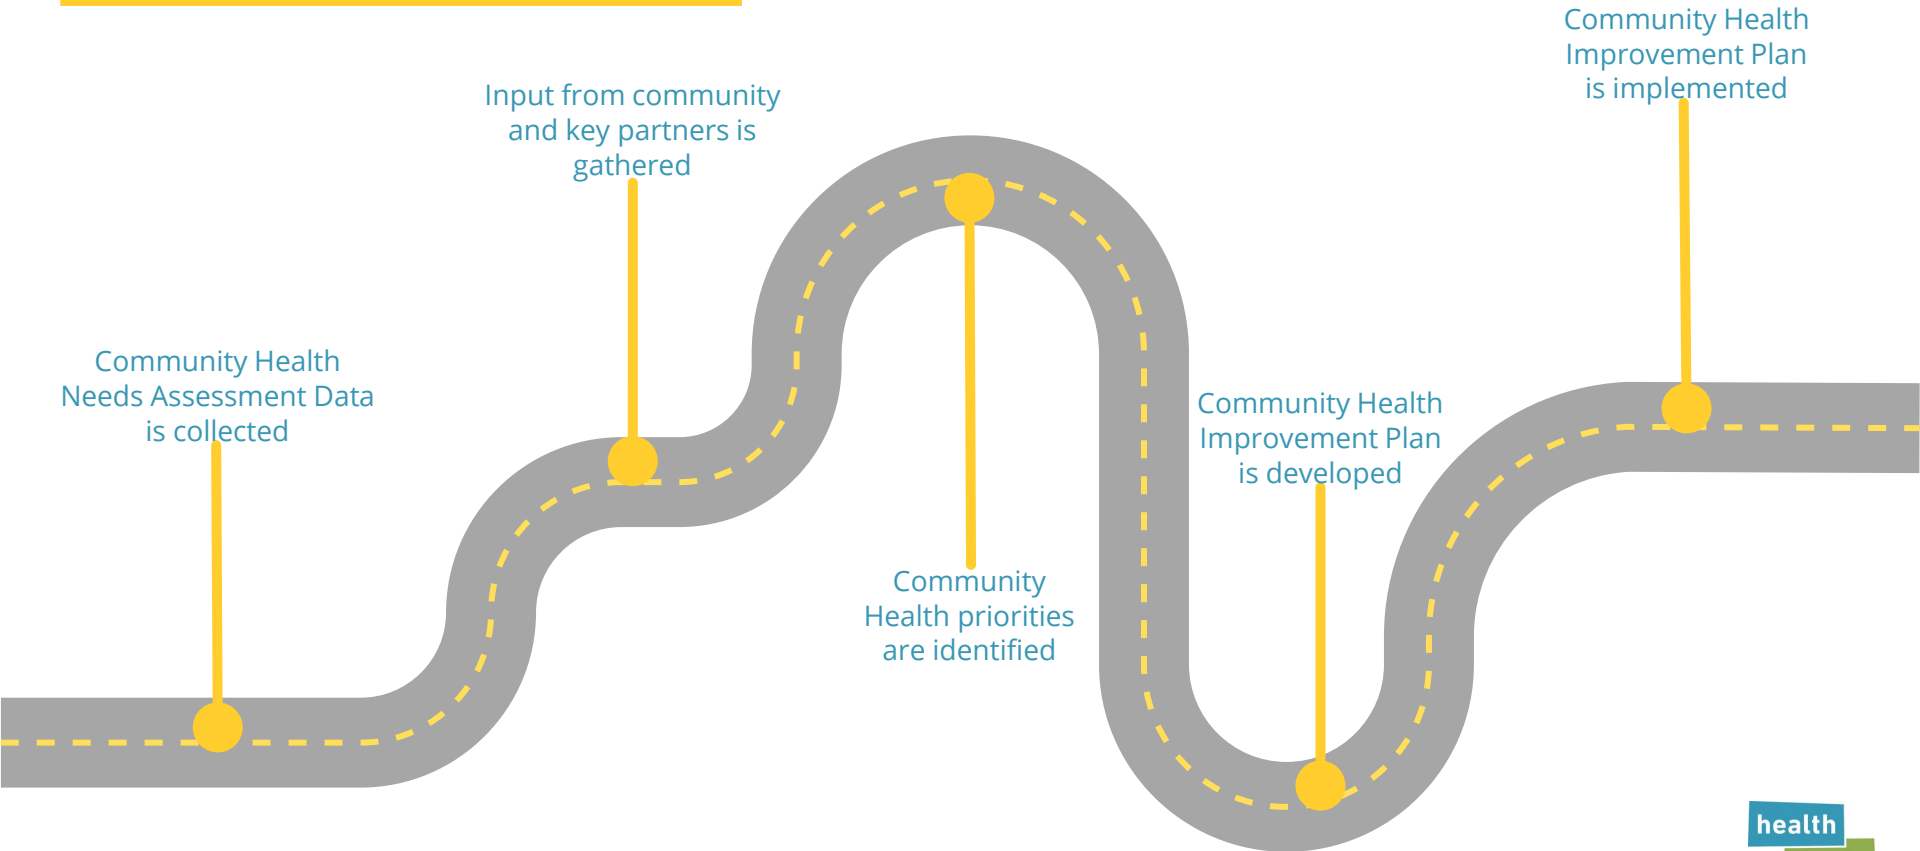 Community Health
Needs Assessment Data
is collected
Input from community
and key partners is
gathered
Community
Health priorities
are identified
Community Health
Improvement Plan
is developed
Community Health
Improvement Plan
is implemented
health